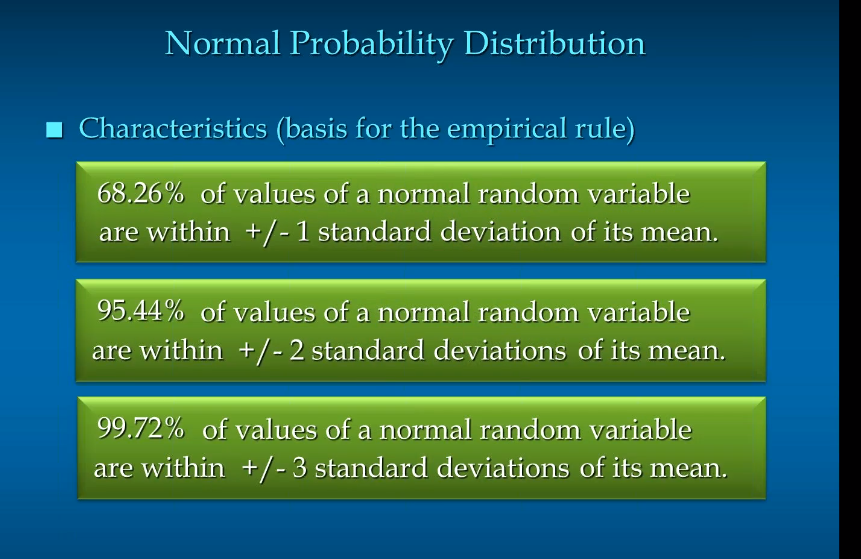 Normal Probability Distribution
Characteristics (basis for the empirical rule)
68.26% of values of a normal random variable
are within +/- 1 standard deviation of its mean.
95.44% of values of a normal random variable
are within +/- 2 standard deviations of its mean.
99.72% of values of a normal random variable
are within +/- 3 standard deviations of its mean.